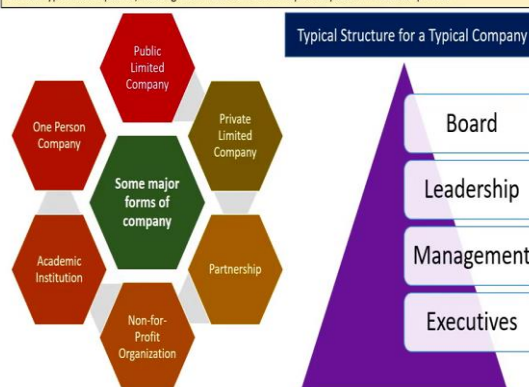 Typical Structure for a Typical Company
Public
Limited
Company
One Person
Company
Private
Limited
Company
Some major
forms of
company
Academic
Institution
Partnership
Non-for-
Profit
Organization
Board
Leadership
Management
Executives